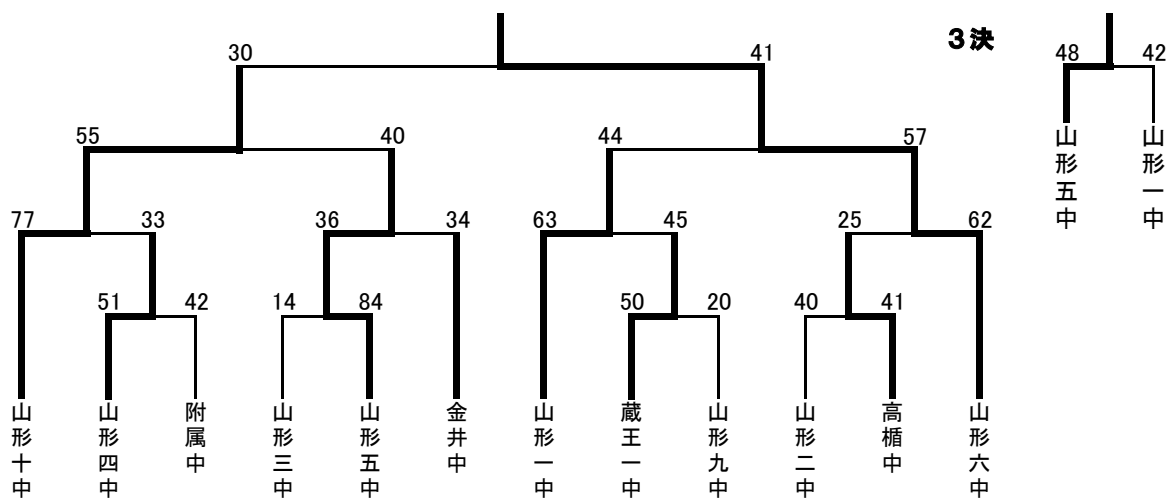 3決
30 41 48 42
55 40 44 57
山形五中
山形一中
77 33 36 34 63 45 25 62
51 42 14 84 50 20 40 41
山形十中
山形四中
附属中
山形三中
山形五中
金井中
山形一中
蔵王一中
山形九中
山形二中
高楯中
山形六中